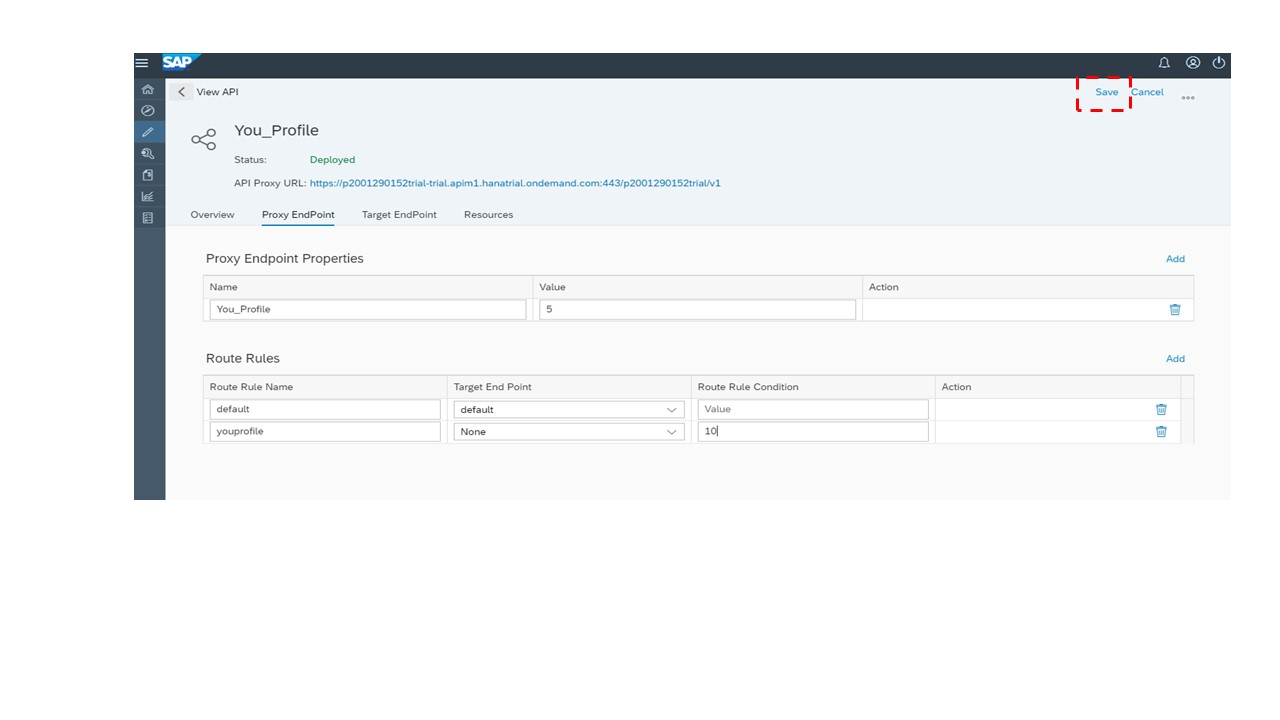 SAP
View API
Save Cancel
You_Profile
Status: Deployed
API Proxy URL: https://p2001290152trial-trial.apim1.hanatrial.ondemand.com:443/p2001290152trial/v1
Overview Proxy EndPoint Target EndPoint Resources
Proxy Endpoint Properties Add
Name Value Action
You_Profile 5
Route Rules Add
Route Rule Name Target End Point Route Rule Condition Action
default default Value
youprofile None 10